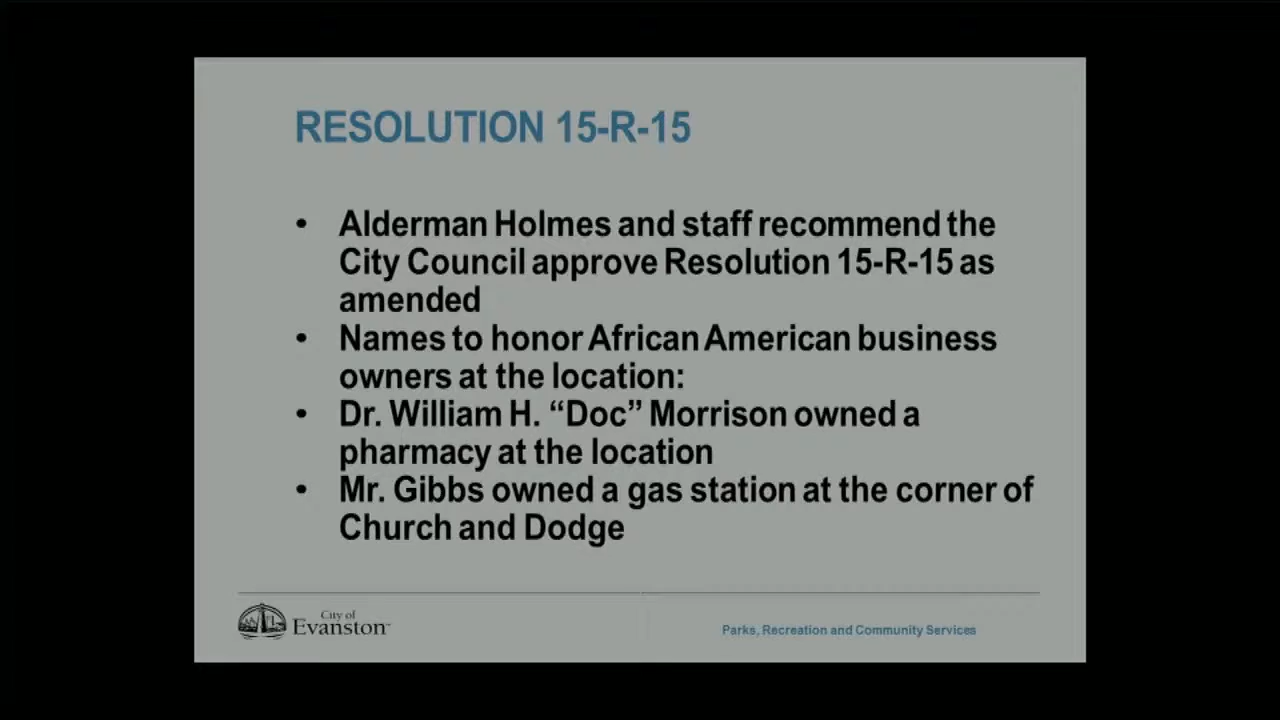 RESOLUTION 15-R-15
• Alderman Holmes and staff recommend the
City Council approve Resolution 15-R-15 as
amended
• Names to honor African American business
owners at the location:
• Dr. William H. “Doc” Morrison owned a
pharmacy at the location
• Mr. Gibbs owned a gas station at the corner of
Church and Dodge
City of
Evanston™
Parks, Recreation and Community Services